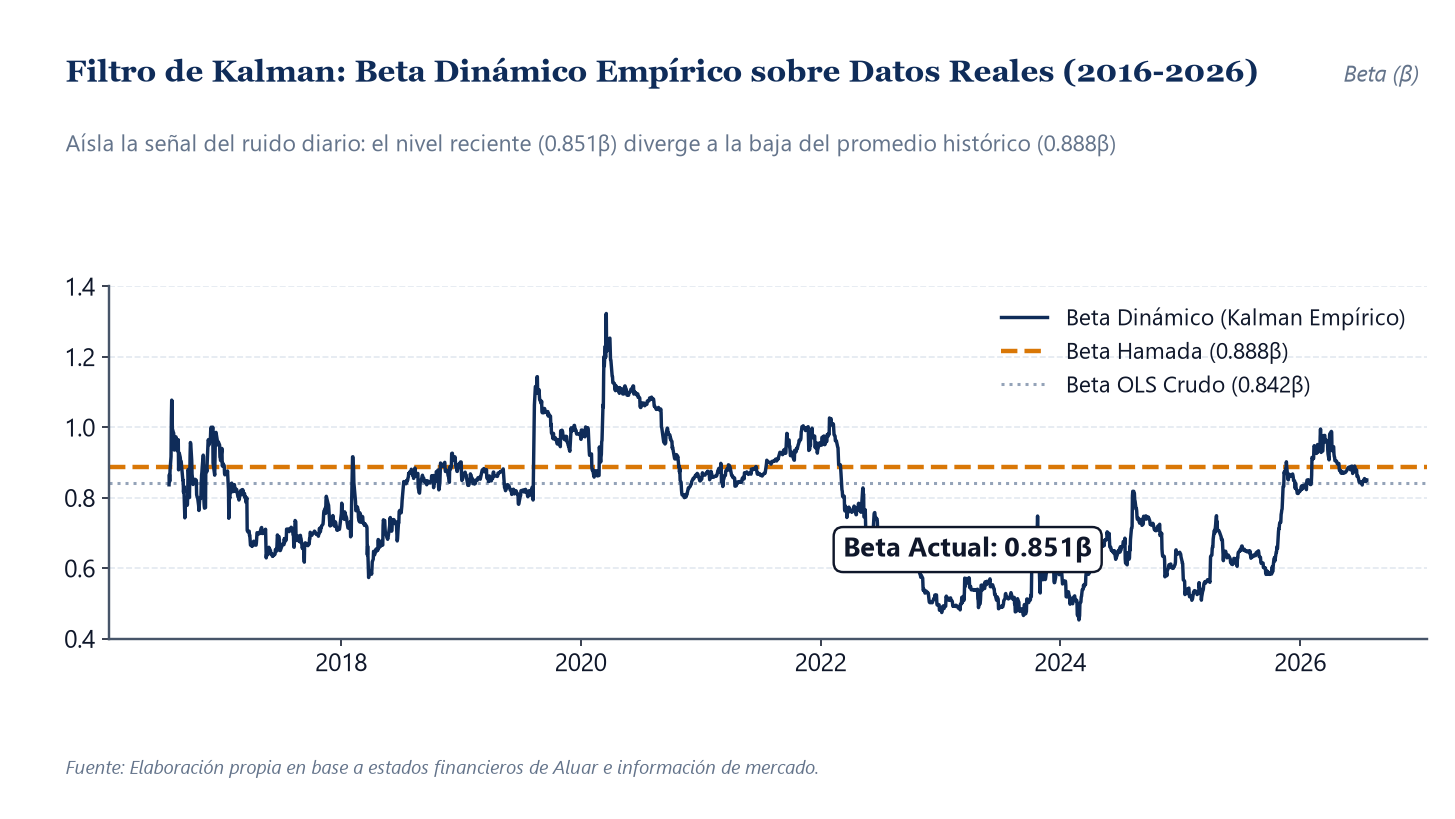 Filtro de Kalman: Beta Dinámico Empírico sobre Datos Reales (2016-2026)
Beta (β)
Aísla la señal del ruido diario: el nivel reciente (0.851β) diverge a la baja del promedio histórico (0.888β)
1.4
1.2
1.0
0.8
0.6
0.4
Beta Dinámico (Kalman Empírico)
Beta Hamada (0.888β)
Beta OLS Crudo (0.842β)
Beta Actual: 0.851β
2018
2020
2022
2024
2026
Fuente: Elaboración propia en base a estados financieros de Aluar e información de mercado.